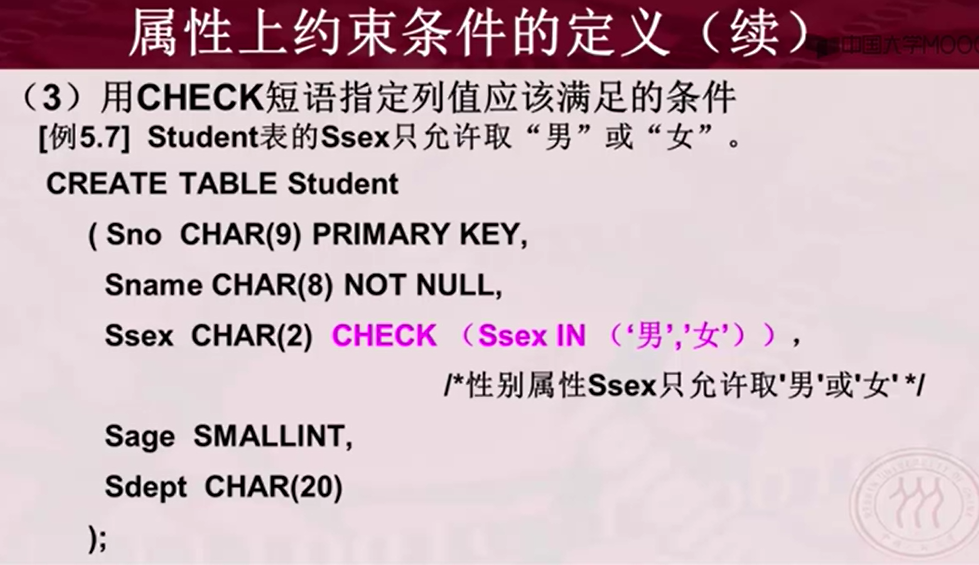 属性上约束条件的定义（续）
中国大学MOOC
（3）用CHECK短语指定列值应该满足的条件
[例5.7] Student表的Ssex只允许取“男”或“女”。
CREATE TABLE Student
( Sno CHAR(9) PRIMARY KEY,
Sname CHAR(8) NOT NULL,
Ssex CHAR(2) CHECK （Ssex IN （‘男’,’女’））,
/*性别属性Ssex只允许取'男'或'女' */
Sage SMALLINT,
Sdept CHAR(20)
);